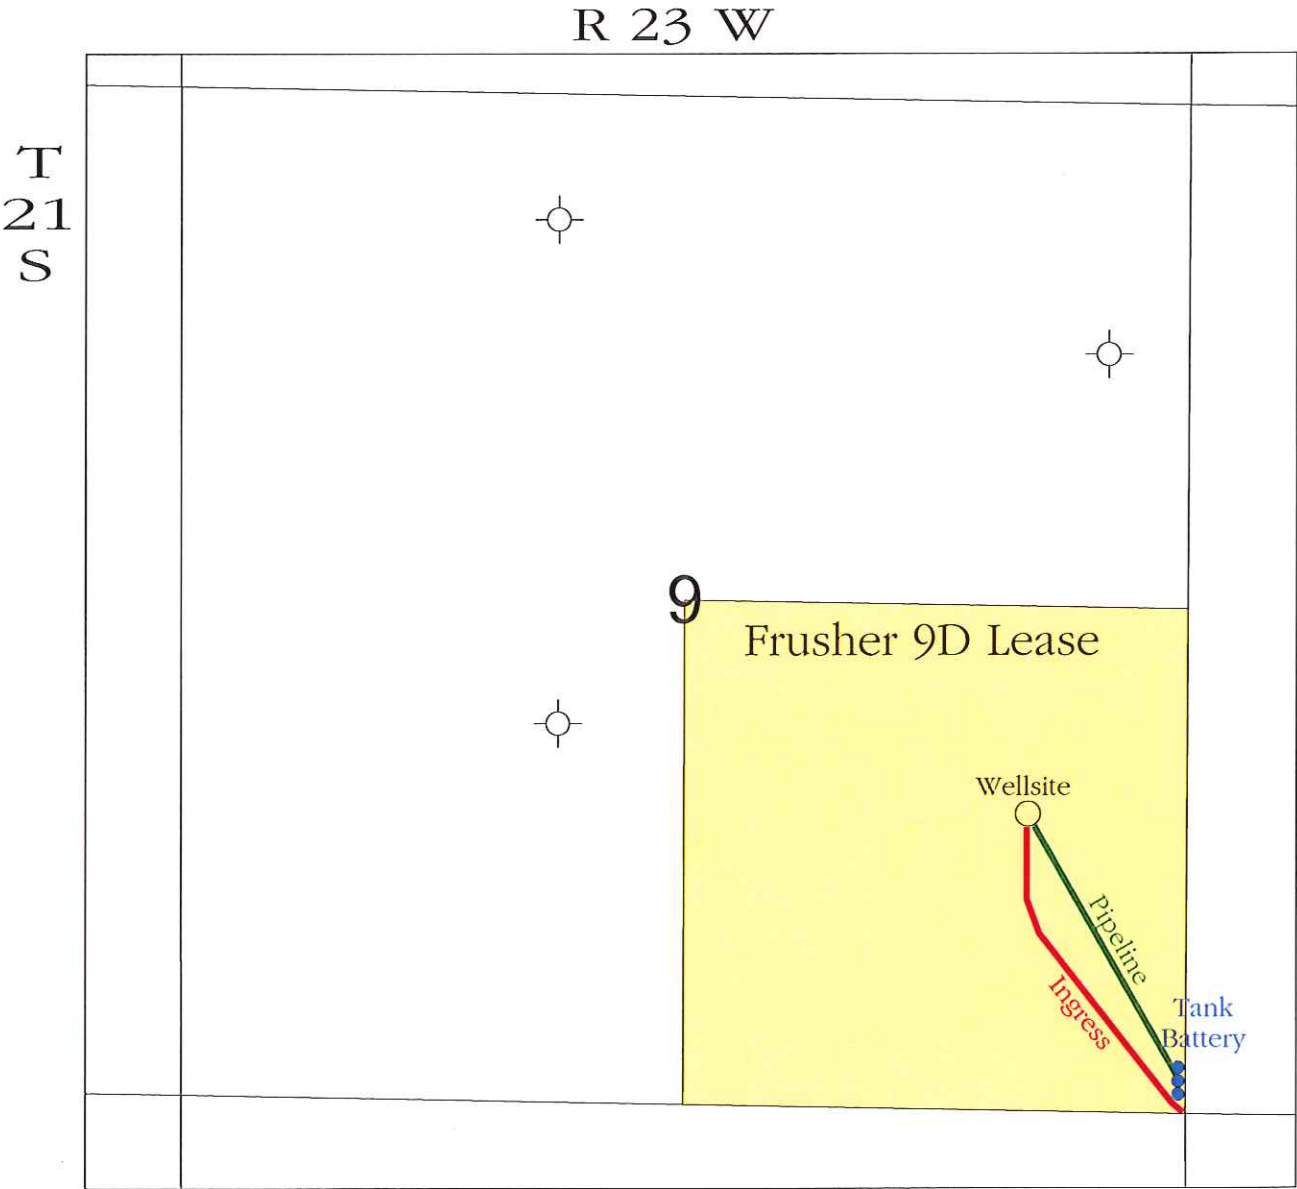 R 23 W
T
21
S
9
Frusher 9D Lease
Wellsite
Pipeline
Ingress
Tank
Battery